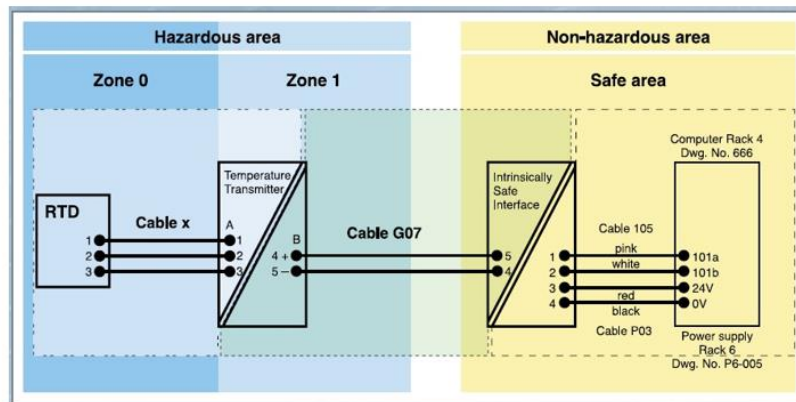 Hazardous area
Non-hazardous area
Zone 0
Zone 1
Safe area
Computer Rack 4
Dwg. No. 666
Temperature
Transmitter
Intrinsically
Safe
Interface
RTD
Cable x
A
B
Cable G07
Cable 105
1
2
3
1
2
3
4 +
5 –
5
4
1
2
3
4
pink
white
red
black
101a
101b
24V
0V
Cable P03
Power supply
Rack 6
Dwg. No. P6-005